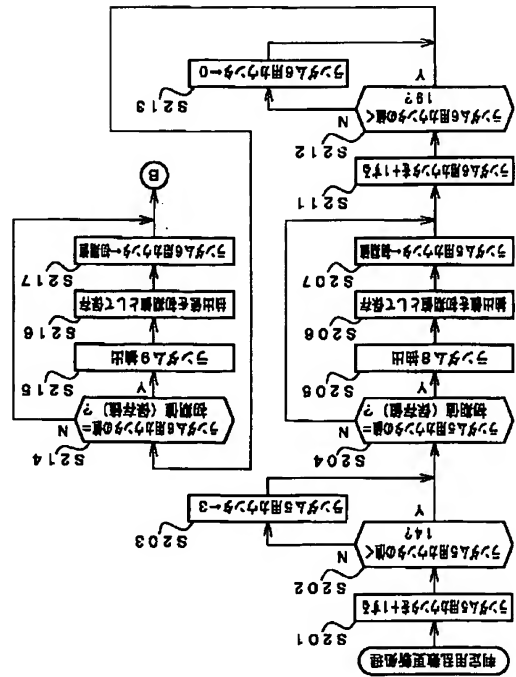 判定用乱数更新処理
S201
ランダム5用カウンタを+1する
S202
ランダム5用カウンタの値<
14?
N
Y
S203
ランダム5用カウンタ←3
S204
ランダム5用カウンタの値=
初期値(保存値)
?
N
Y
S205
ランダム8抽出
S206
抽出値を初期値として保存
S207
ランダム5用カウンタ←初期値
S211
ランダム6用カウンタを+1する
S212
ランダム6用カウンタの値<
19?
N
Y
S213
ランダム6用カウンタ←0
S214
ランダム6用カウンタの値=
初期値(保存値)
?
N
Y
S215
ランダム9抽出
S216
抽出値を初期値として保存
S217
ランダム6用カウンタ←初期値
B